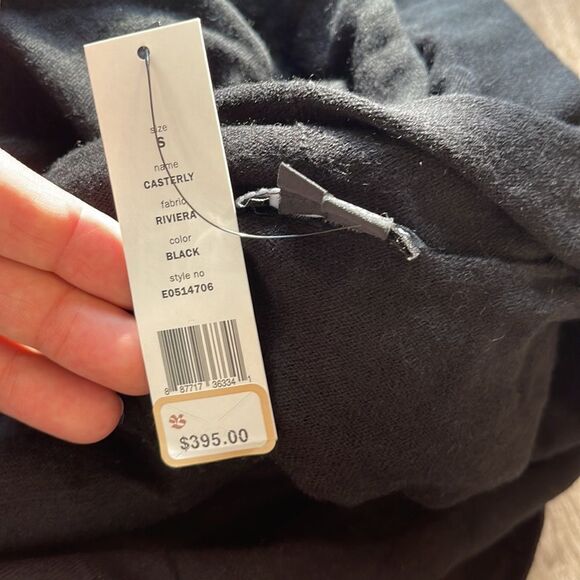 size
S
name
CASTERLY
fabric
RIVIERA
color
BLACK
style no
E0514706
8 87717 36334 1
$395.00